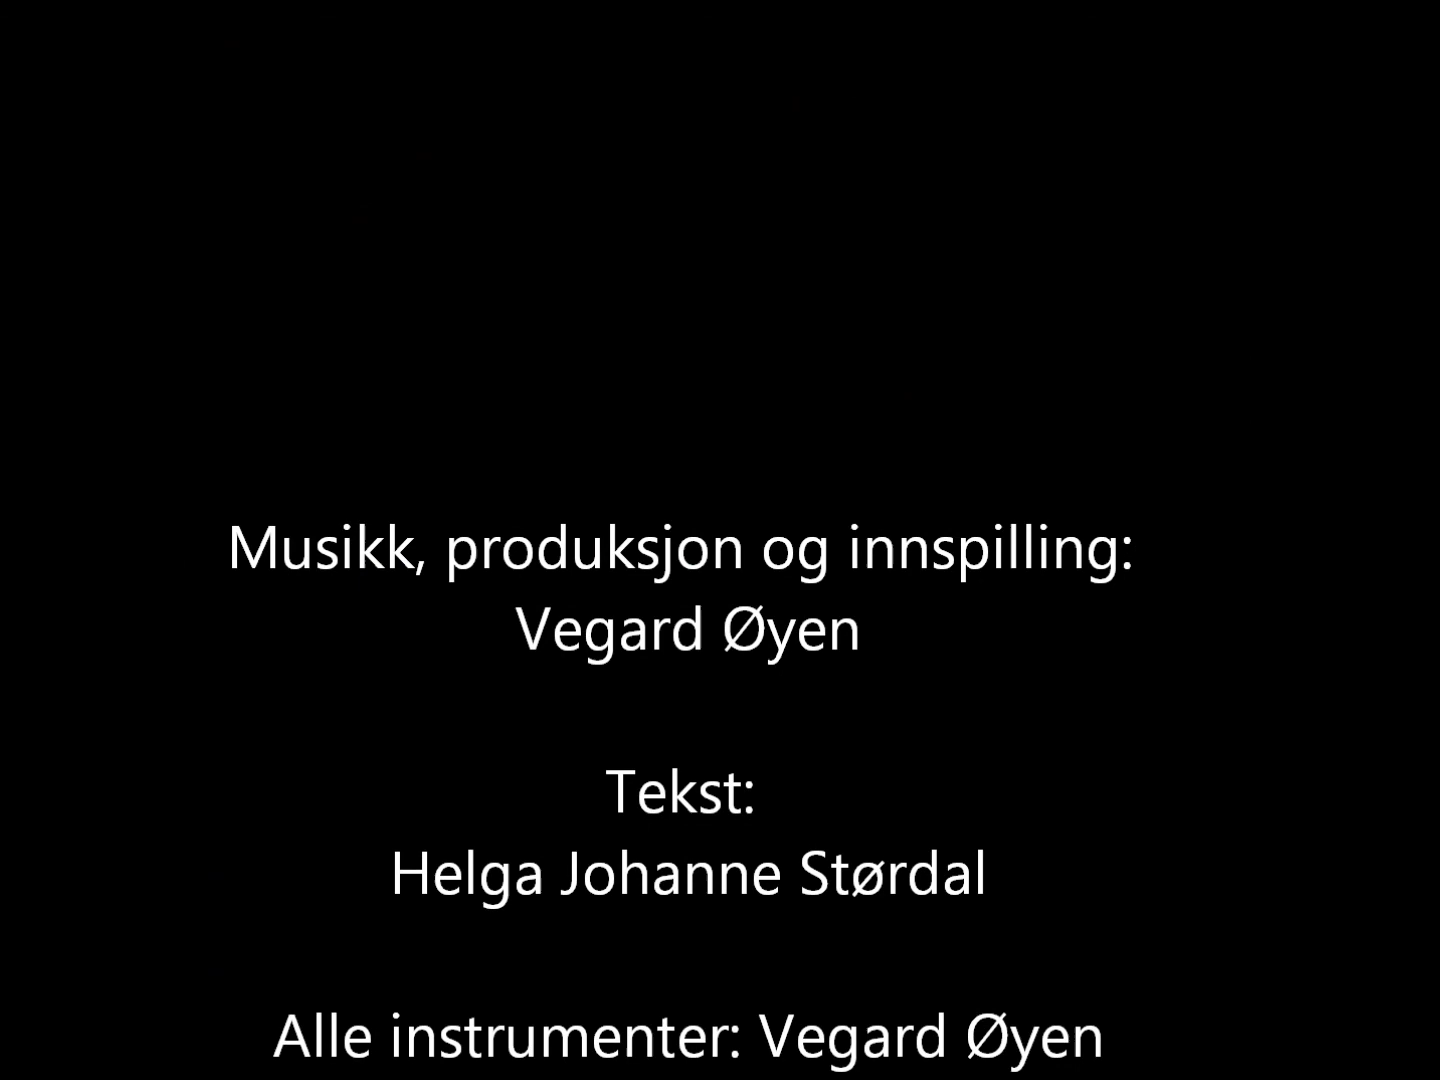 Musikk, produksjon og innspilling:
Vegard Øyen
Tekst:
Helga Johanne Størdal
Alle instrumenter: Vegard Øyen